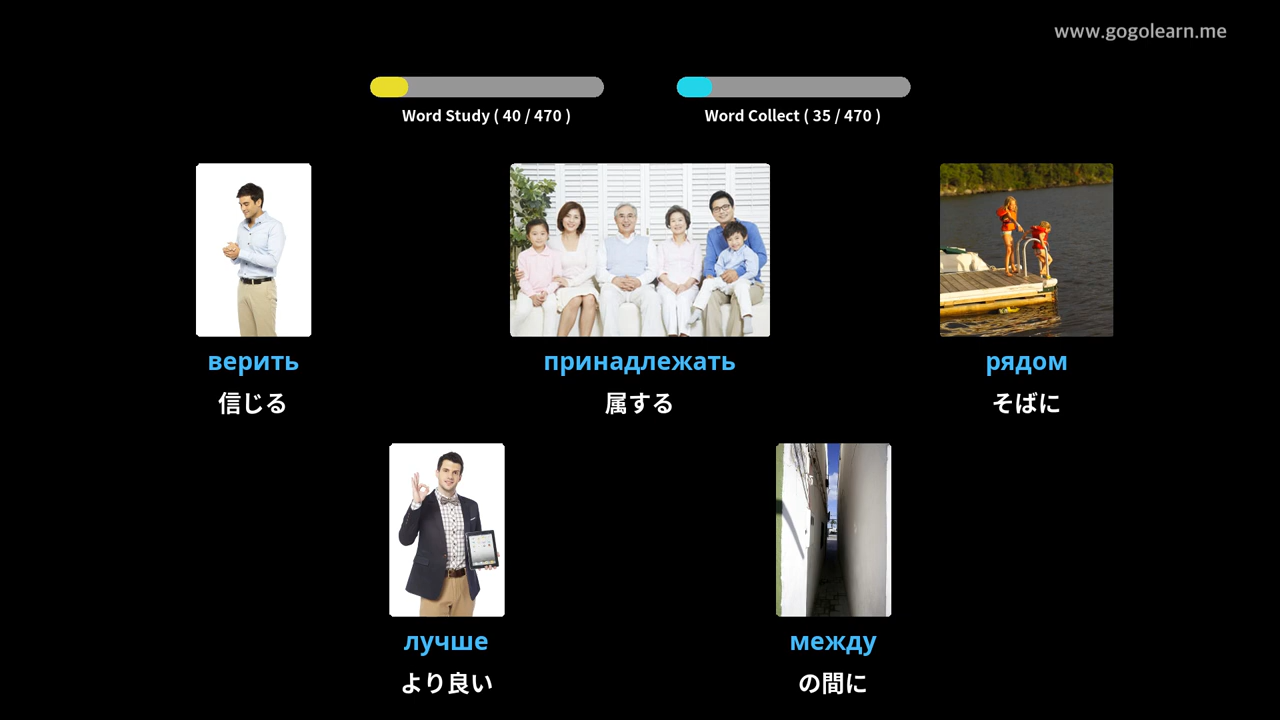 www.gogolearn.me
Word Study ( 40 / 470 )
Word Collect ( 35 / 470 )
верить
信じる
принадлежать
属する
рядом
そばに
лучше
より良い
между
の間に